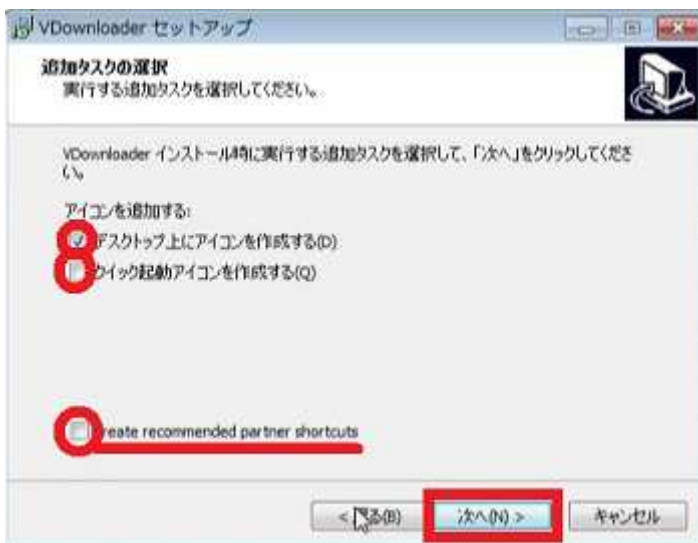 VDownloader セットアップ
追加タスクの選択
実行する追加タスクを選択してください。
VDownloader インストール時に実行する追加タスクを選択して、「次へ」をクリックしてくださ
い。
アイコンを追加する:
デスクトップ上にアイコンを作成する(D)
クイック起動アイコンを作成する(Q)
Create recommended partner shortcuts
< 戻る(B)
次へ(N) >
キャンセル